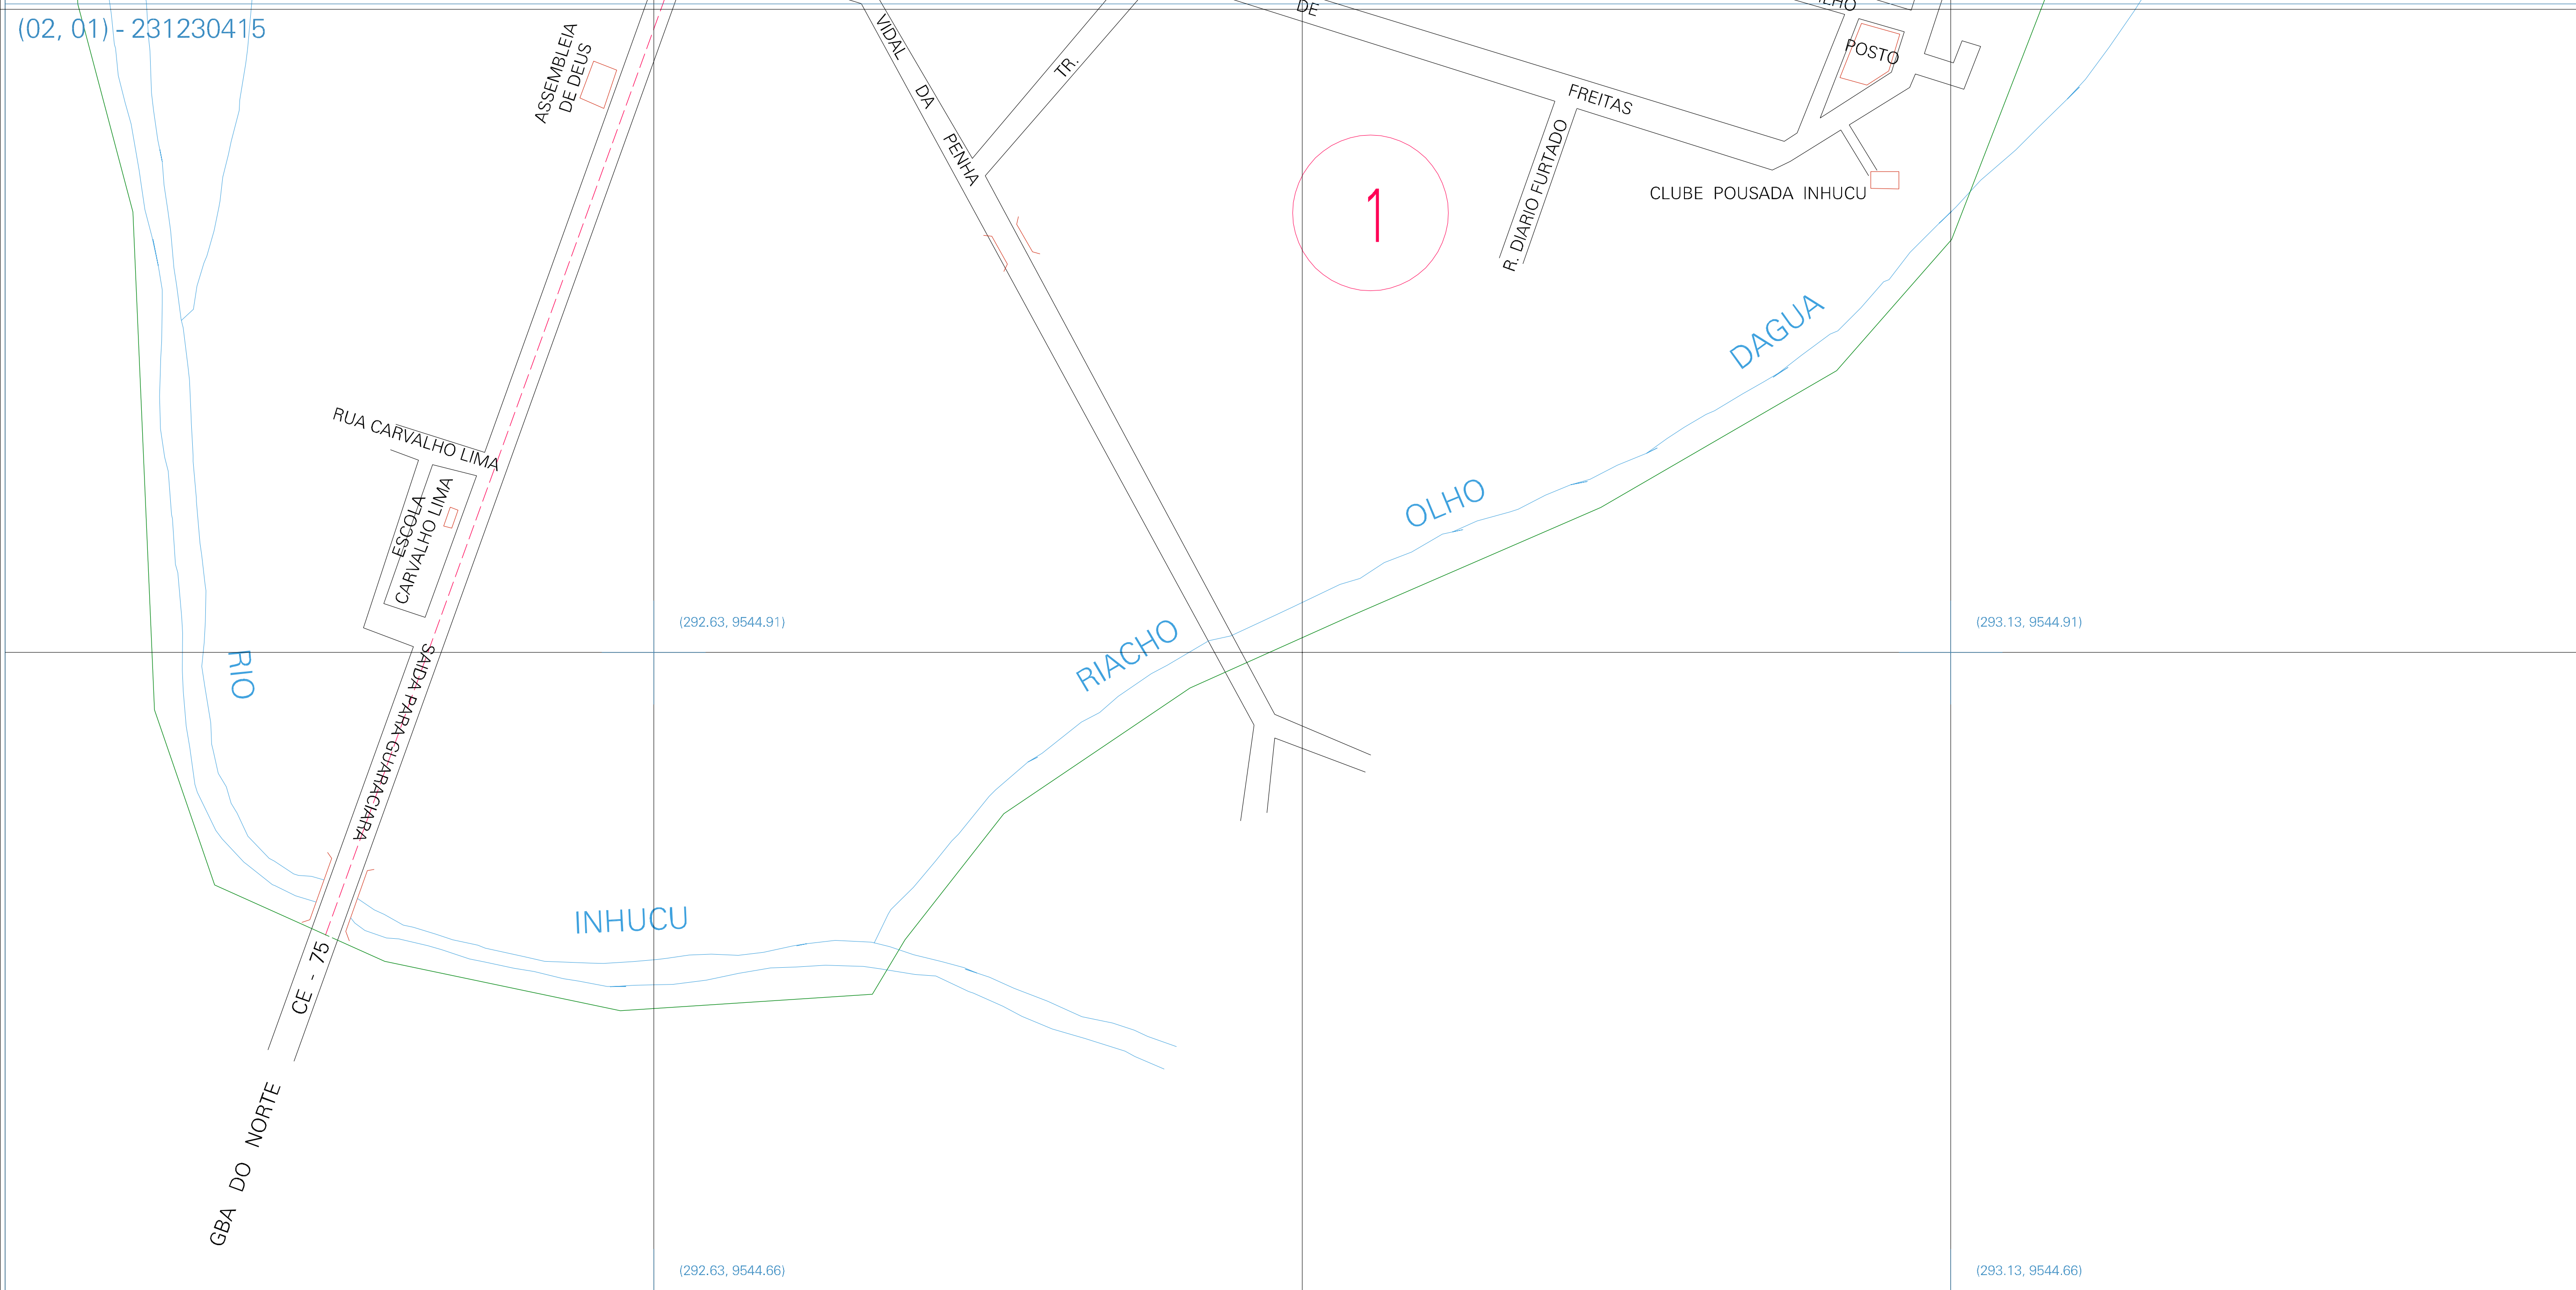 (02, 01) - 231230415
ASSEMBLEIA
DE DEUS
VIDAL DA PENHA
TR.
DE FREITAS
POSTO
R. DIARIO FURTADO
1
CLUBE POUSADA INHUCU
RUA CARVALHO LIMA
ESCOLA
CARVALHO LIMA
RIACHO OLHO DAGUA
(292.63, 9544.91)
(293.13, 9544.91)
RIO INHUCU
SAIDA PARA GUARACIARA
CE - 75
GBA DO NORTE
(292.63, 9544.66)
(293.13, 9544.66)